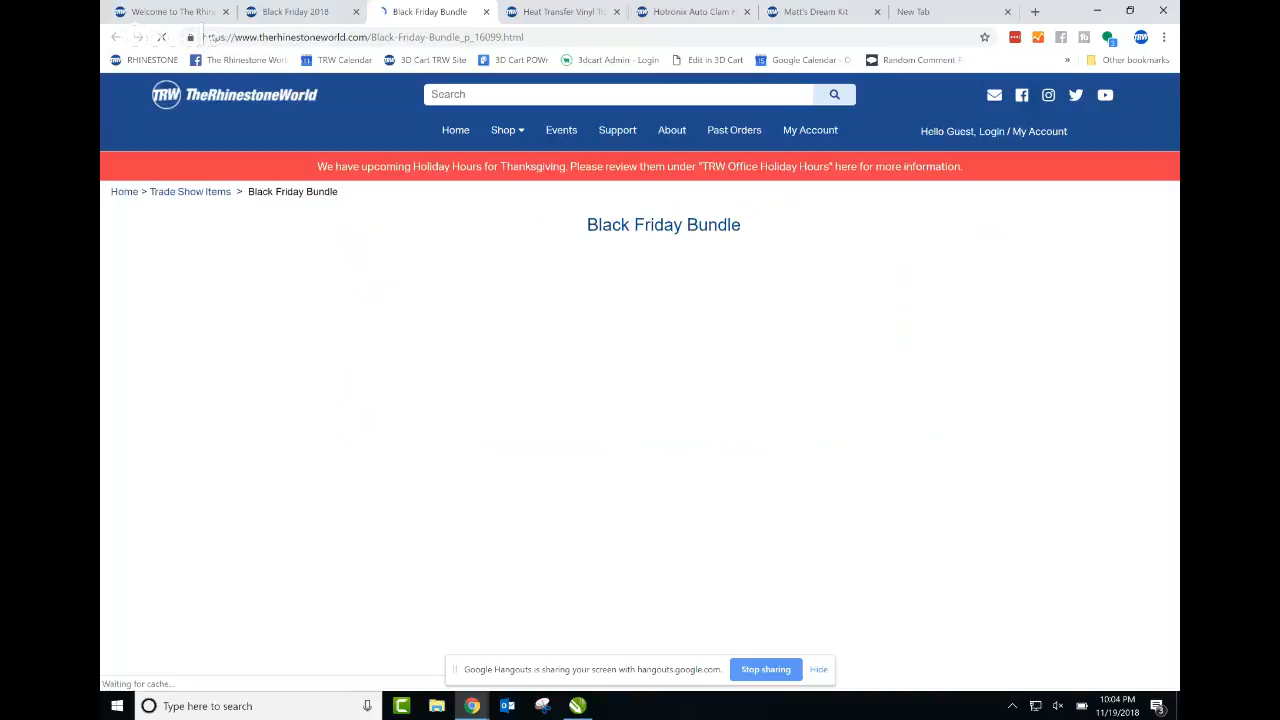 Welcome to The Rhin
Black Friday 2018
Black Friday Bundle
Heat Transfer Vinyl Tr
Hotronix Auto Clam H
Matt's Dream Kit
New Tab
https://www.therhinestoneworld.com/Black-Friday-Bundle_p_16099.html
RHINESTONE
The Rhinestone Worl
TRW Calendar
3D Cart TRW Site
3D Cart POWr
3dcart Admin - Login
Edit in 3D Cart
Google Calendar - O
Random Comment F
»
Other bookmarks
TRW TheRhinestoneWorld
Search
Home
Shop
Events
Support
About
Past Orders
My Account
Hello Guest, Login / My Account
We have upcoming Holiday Hours for Thanksgiving. Please review them under "TRW Office Holiday Hours" here for more information.
Home > Trade Show Items > Black Friday Bundle
Black Friday Bundle
Google Hangouts is sharing your screen with hangouts.google.com.
Stop sharing
Hide
Waiting for cache...
Type here to search
10:04 PM
11/19/2018